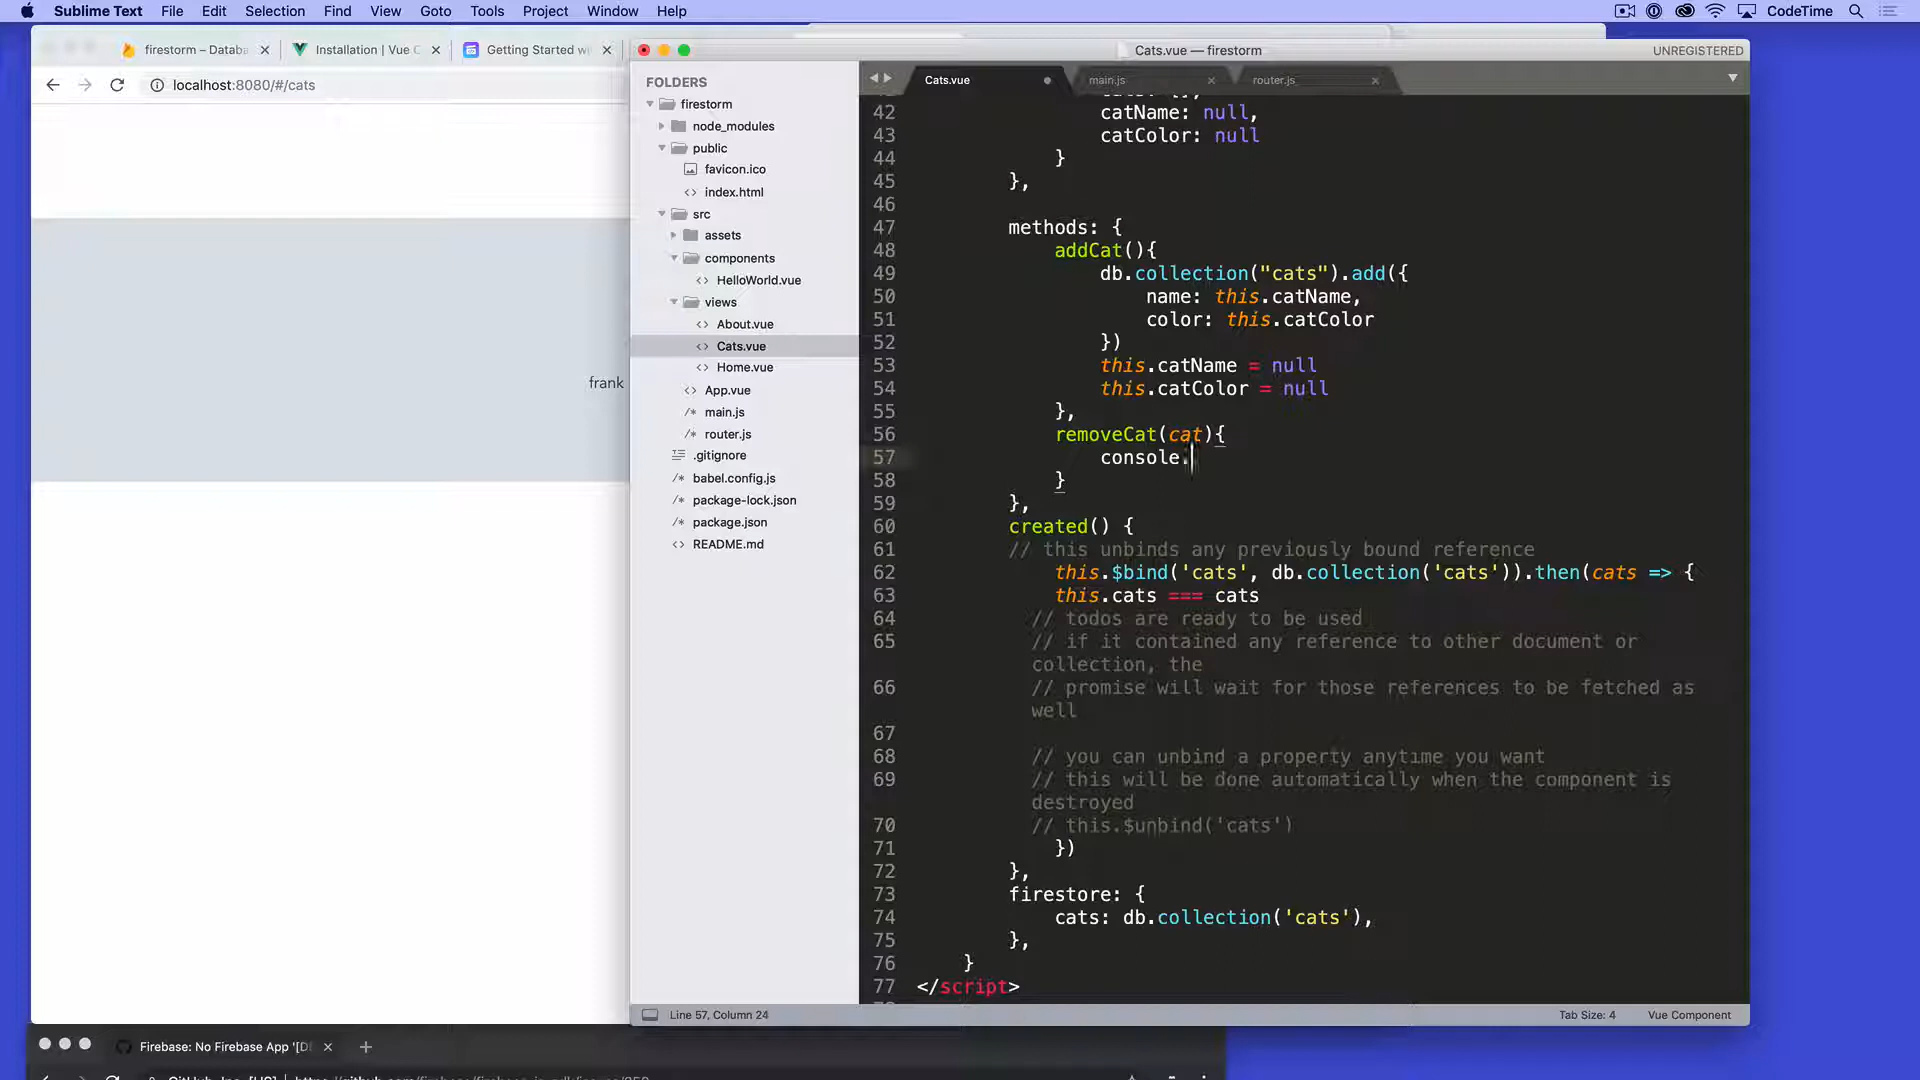 Sublime Text File Edit Selection Find View Goto Tools Project Window Help CodeTime
firestorm – Databa × Installation | Vue C × Getting Started wi ×
localhost:8080/#/cats
frank
Cats.vue — firestorm UNREGISTERED
FOLDERS
firestorm
node_modules
public
favicon.ico
index.html
src
assets
components
HelloWorld.vue
views
About.vue
Cats.vue
Home.vue
App.vue
main.js
router.js
.gitignore
babel.config.js
package-lock.json
package.json
README.md
Cats.vue main.js router.js
42 catName: null,
43 catColor: null
44 }
45 },
46
47 methods: {
48 addCat(){
49 db.collection("cats").add({
50 name: this.catName,
51 color: this.catColor
52 })
53 this.catName = null
54 this.catColor = null
55 },
56 removeCat(cat){
57 console.
58 }
59 },
60 created() {
61 // this unbinds any previously bound reference
62 this.$bind('cats', db.collection('cats')).then(cats => {
63 this.cats === cats
64 // todos are ready to be used
65 // if it contained any reference to other document or
collection, the
66 // promise will wait for those references to be fetched as
well
67
68 // you can unbind a property anytime you want
69 // this will be done automatically when the component is
destroyed
70 // this.$unbind('cats')
71 })
72 },
73 firestore: {
74 cats: db.collection('cats'),
75 },
76 }
77 </script>
Line 57, Column 24 Tab Size: 4 Vue Component
Firebase: No Firebase App '[D × +